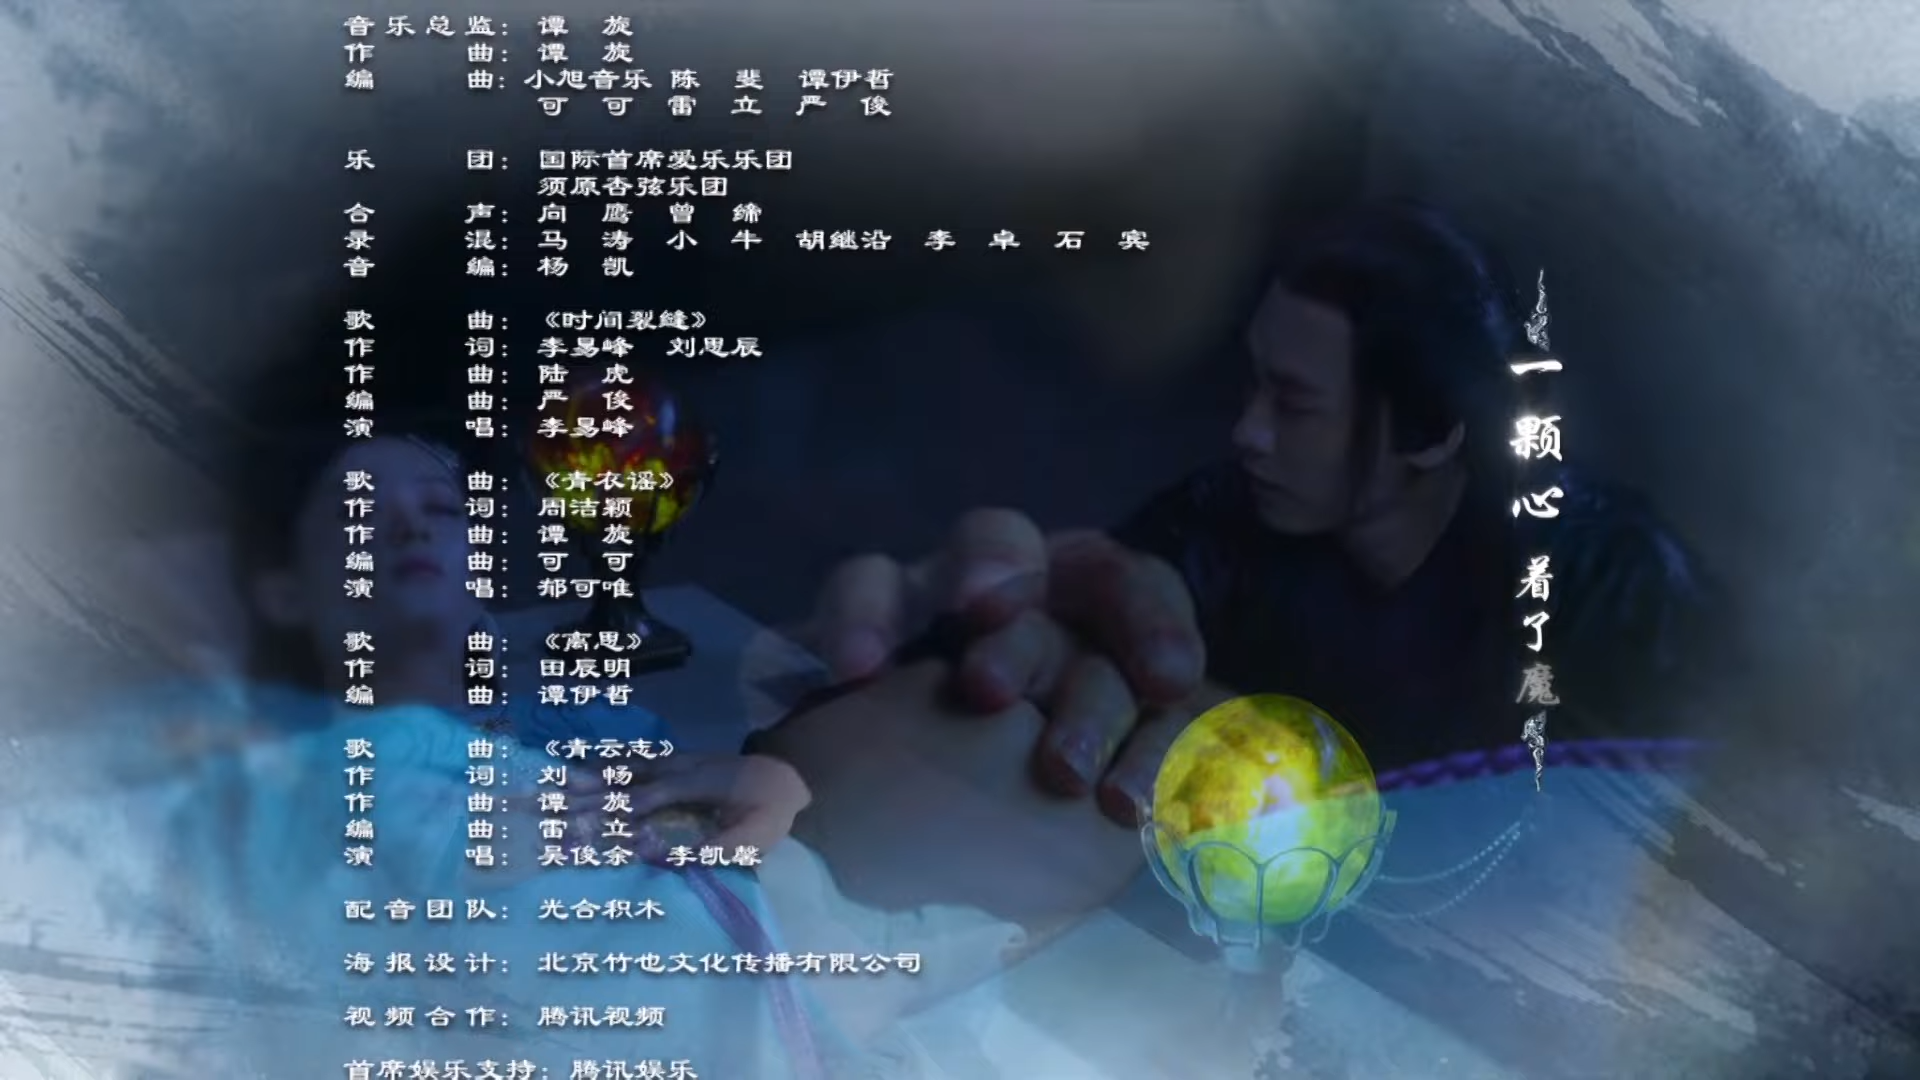 音乐总监：谭 旋
作 曲：谭 旋
编 曲：小旭音乐 陈 斐 谭伊哲
可 可 雷 立 严 俊
乐 团：国际首席爱乐乐团
须原杏弦乐团
合 声：向 鹰 曾 缔
录 混：马 涛 小 牛 胡继沿 李 卓 石 宾
音 编：杨 凯
歌 曲：《时间裂縫》
作 词：李易峰 刘思辰
作 曲：陆 虎
编 曲：严 俊
演 唱：李易峰
歌 曲：《青衣谣》
作 词：周洁颖
作 曲：谭 旋
编 曲：可 可
演 唱：郁可唯
歌 曲：《离思》
作 词：田辰明
编 曲：谭伊哲
歌 曲：《青云志》
作 词：刘 畅
作 曲：谭 旋
编 曲：雷 立
演 唱：吴俊余 李凯馨
配音团队：光合积木
海报设计：北京竹也文化传播有限公司
视频合作：腾讯视频
首席娱乐支持：腾讯娱乐
一颗心 着了魔